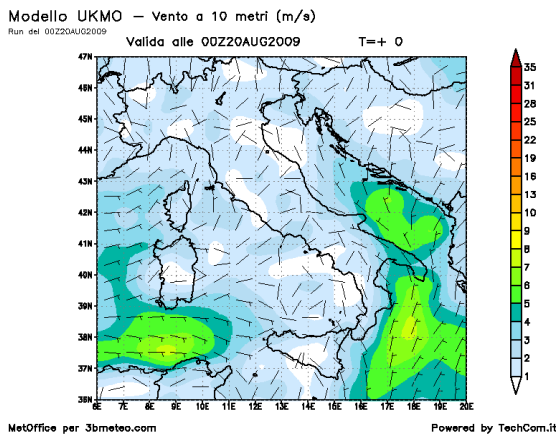 Modello UKMO – Vento a 10 metri (m/s)
Run del 00Z20AUG2009
Valida alle 00Z20AUG2009 T=+ 0
47N
46N
45N
44N
43N
42N
41N
40N
39N
38N
37N
36N
6E 7E 8E 9E 10E 11E 12E 13E 14E 15E 16E 17E 18E 19E 20E
35
31
28
25
22
19
16
13
10
9
8
7
6
5
3
2
1
MetOffice per 3bmeteo.com
Powered by TechCom.it